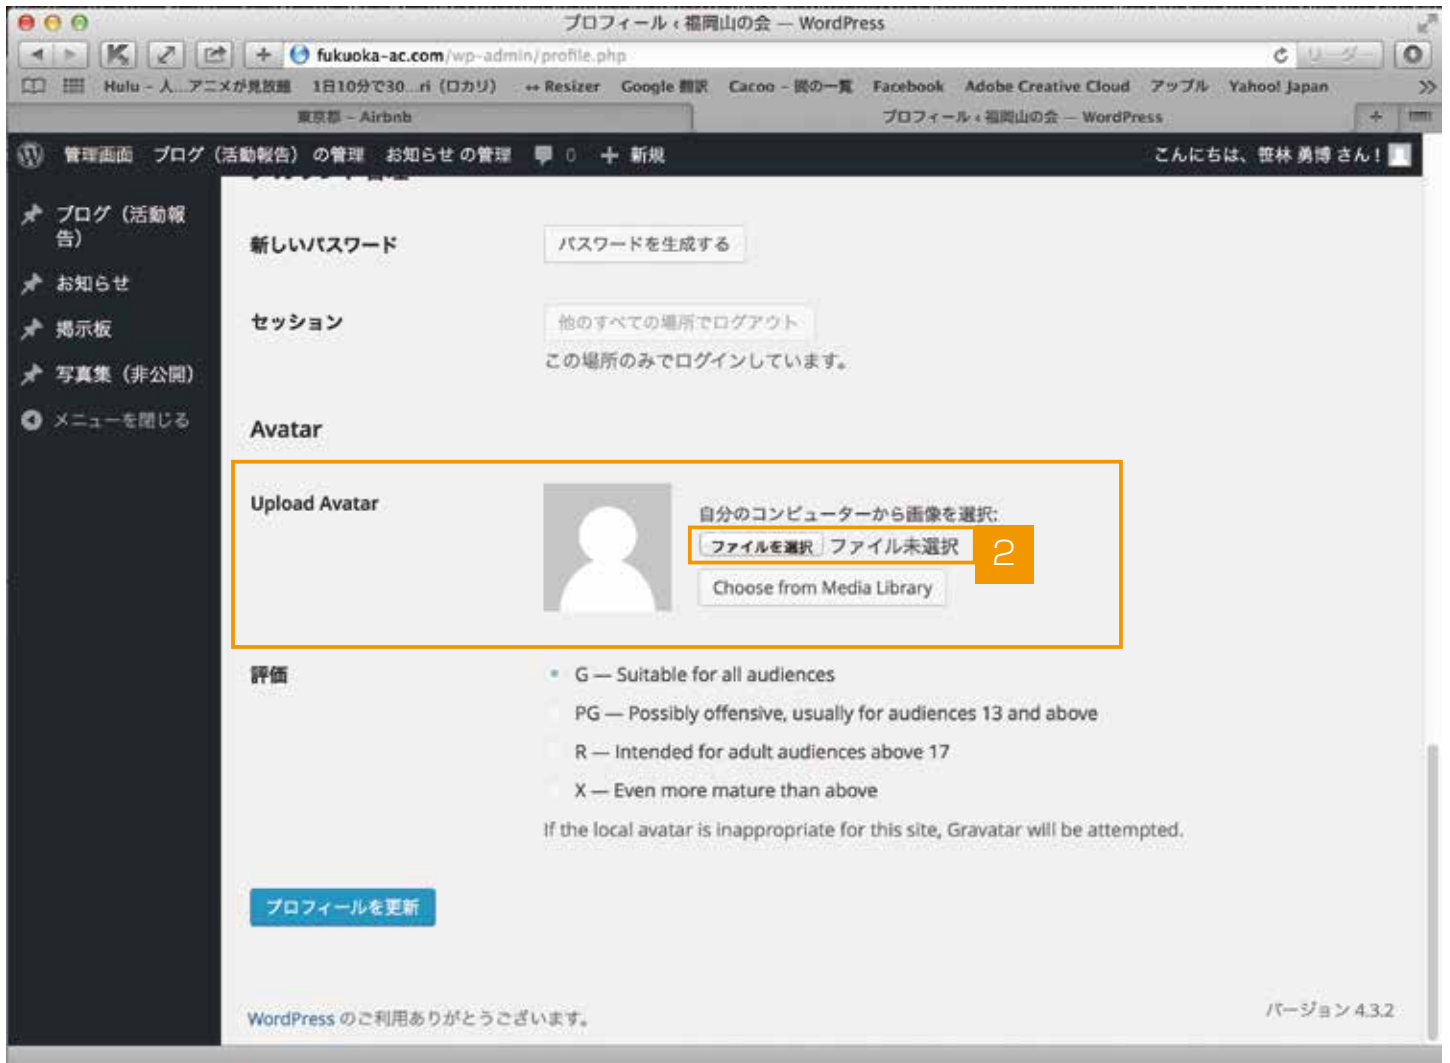 プロフィール ‹ 福岡山の会 — WordPress
fukuoka-ac.com/wp-admin/profile.php
リーダー
Hulu - 人...アニメが見放題 1日10分で30...ri（ロカリ） ↔ Resizer Google 翻訳 Cacoo - 図の一覧 Facebook Adobe Creative Cloud アップル Yahoo! Japan
東京都 – Airbnb
プロフィール ‹ 福岡山の会 — WordPress
管理画面 ブログ（活動報告）の管理 お知らせ の管理 0 + 新規
こんにちは、笹林 勇博 さん！
ブログ（活動報
告）
お知らせ
掲示板
写真集（非公開）
メニューを閉じる
新しいパスワード
パスワードを生成する
セッション
他のすべての場所でログアウト
この場所のみでログインしています。
Avatar
Upload Avatar
自分のコンピューターから画像を選択:
ファイルを選択 ファイル未選択
2
Choose from Media Library
評価
G — Suitable for all audiences
PG — Possibly offensive, usually for audiences 13 and above
R — Intended for adult audiences above 17
X — Even more mature than above
If the local avatar is inappropriate for this site, Gravatar will be attempted.
プロフィールを更新
WordPress のご利用ありがとうございます。
バージョン 4.3.2